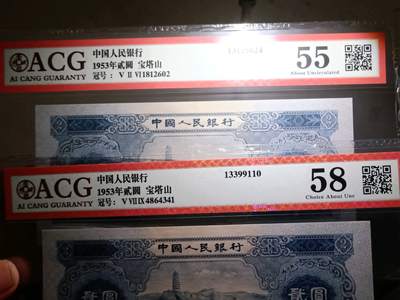 ACG
AI CANG GUARANTY
中国人民银行
1953年贰圆 宝塔山
冠号: V II VI1812602
55
About Uncirculated
中國人民銀行
ACG
AI CANG GUARANTY
中国人民银行
1953年贰圆 宝塔山
冠号: V VII IX4864341
13399110
58
Choice About Unc
中國人民銀行
貳圓